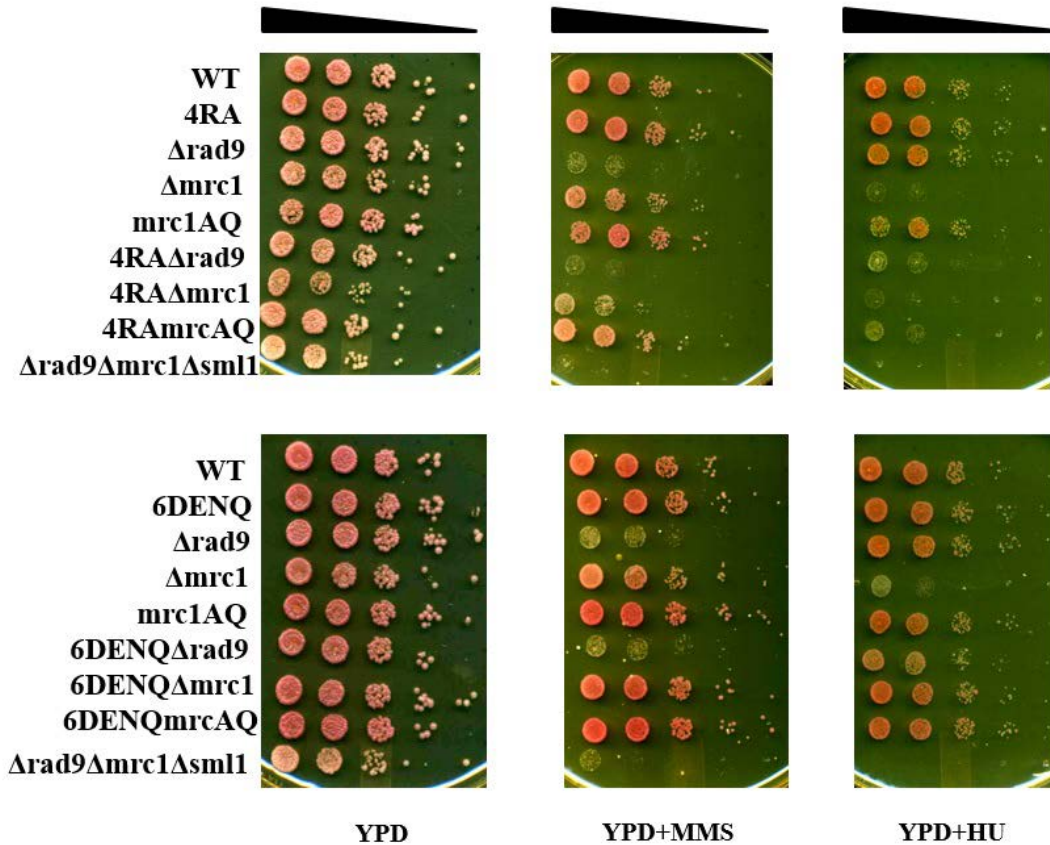 WT
4RA
Δrad9
Δmrc1
mrc1AQ
4RAΔrad9
4RAΔmrc1
4RAmrcAQ
Δrad9Δmrc1Δsml1
WT
6DENQ
Δrad9
Δmrc1
mrc1AQ
6DENQΔrad9
6DENQΔmrc1
6DENQmrcAQ
Δrad9Δmrc1Δsml1
YPD YPD+MMS YPD+HU